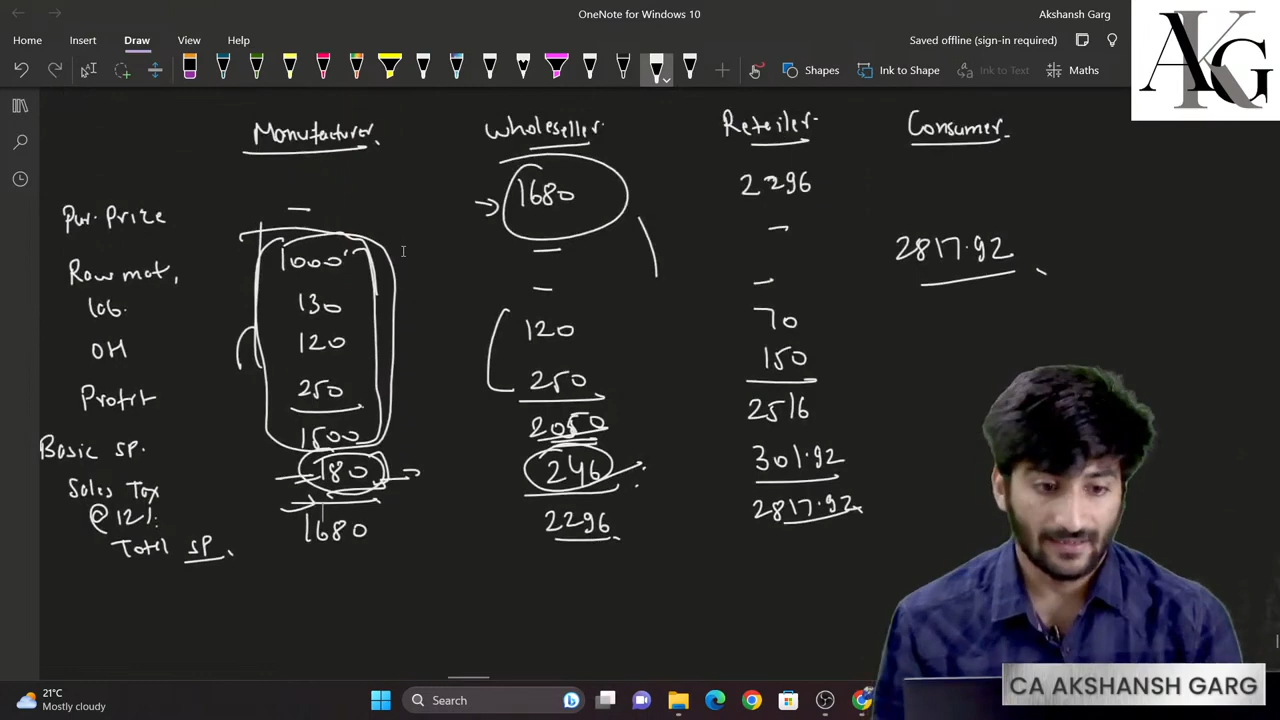 OneNote for Windows 10
Akshansh Garg
Home Insert Draw View Help
Saved offline (sign-in required)
Shapes
Ink to Shape
Ink to Text
Maths
AKG
Manufacturer. Wholeseller. Retailer. Consumer.
Pur. Price — 1680 2296
Raw mat, 1000 — - 2817.92
lab. 130 — —
OH 120 120 70
Profit 250 250 150
Basic SP. 1500 2050 2516
Sales Tax @ 12%. 180 246 301.92
Total SP. 1680 2296 2817.92
CA AKSHANSH GARG
21°C
Mostly cloudy
Search